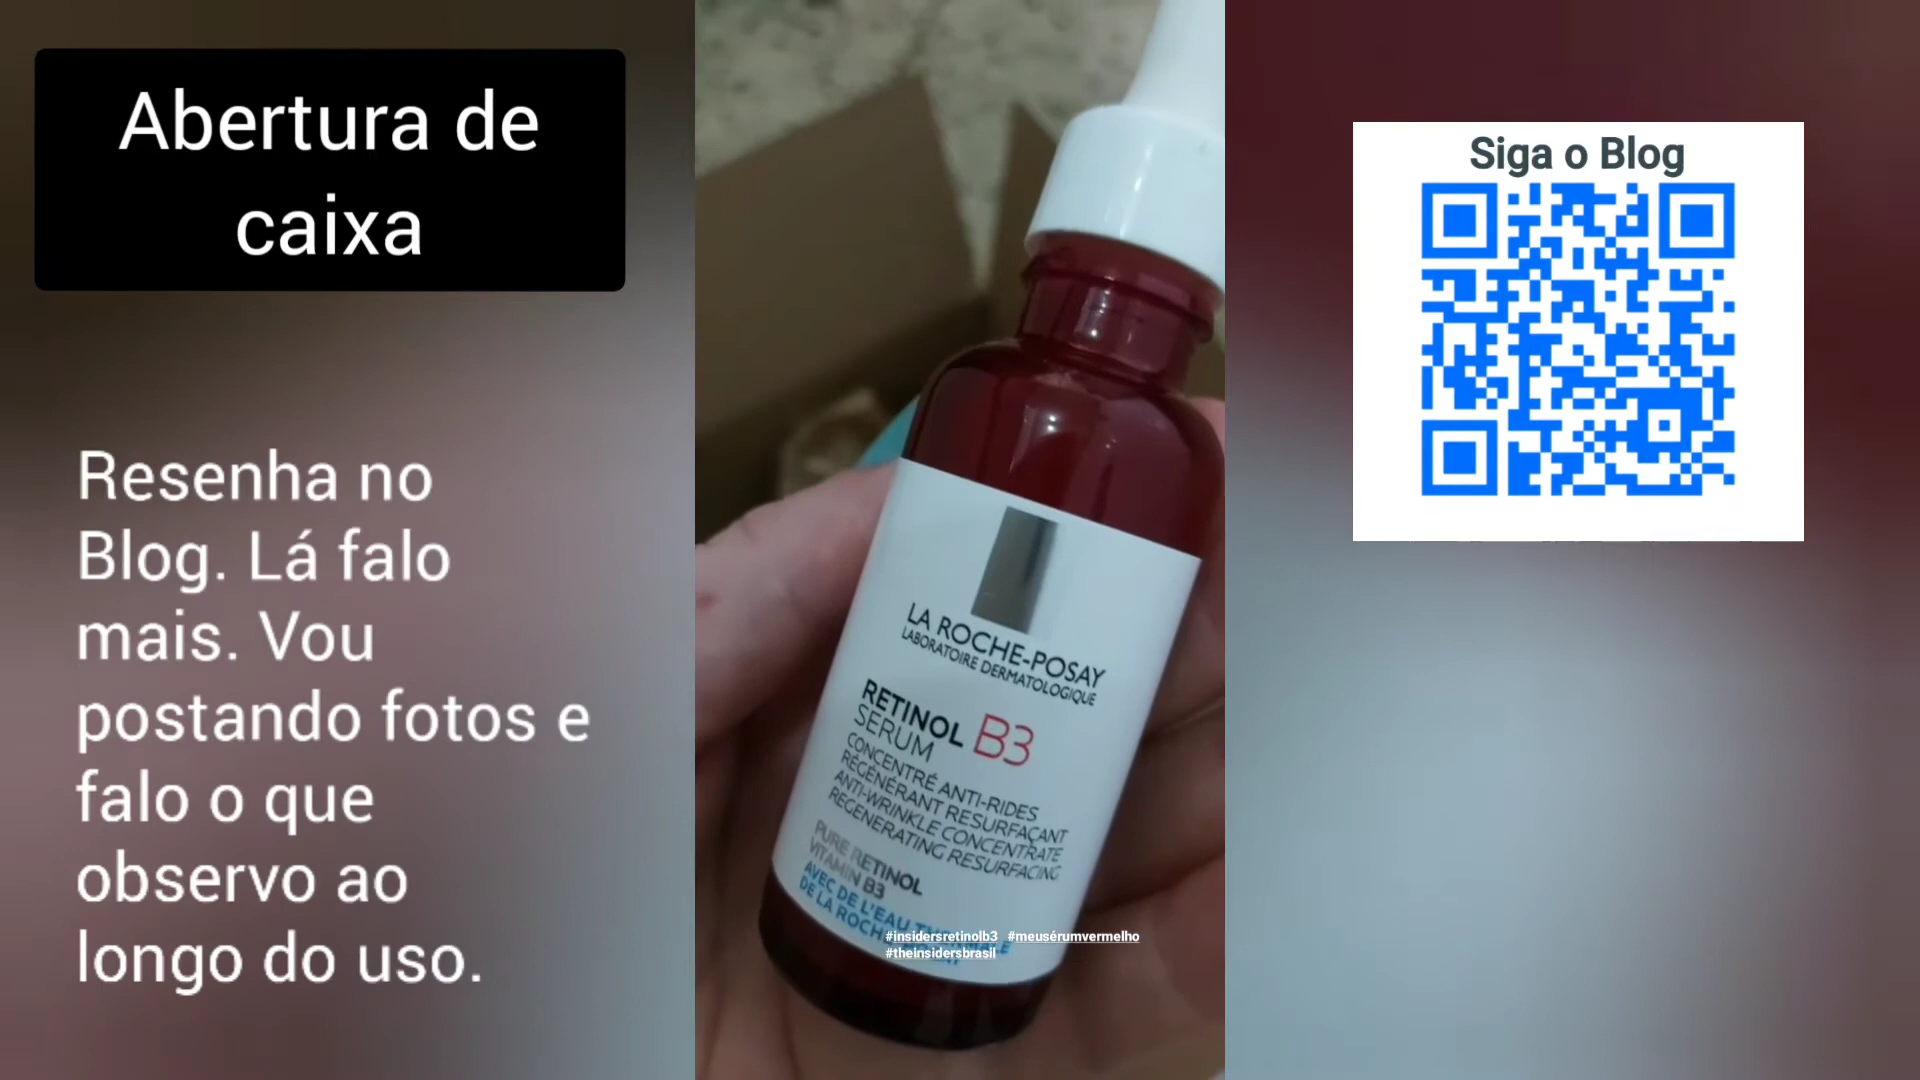 Abertura de
caixa
Resenha no
Blog. Lá falo
mais. Vou
postando fotos e
falo o que
observo ao
longo do uso.
LA ROCHE-POSAY
LABORATOIRE DERMATOLOGIQUE
RETINOL B3
SERUM
CONCENTRÉ ANTI-RIDES
RÉGÉNÉRANT RESURFAÇANT
ANTI-WRINKLE CONCENTRATE
REGENERATING RESURFACING
PURE RETINOL
VITAMIN B3
AVEC DE L'EAU THERMALE
DE LA ROCHE
#insidersretinolb3 #meusérumvermelho
#theinsidersbrasil
Siga o Blog